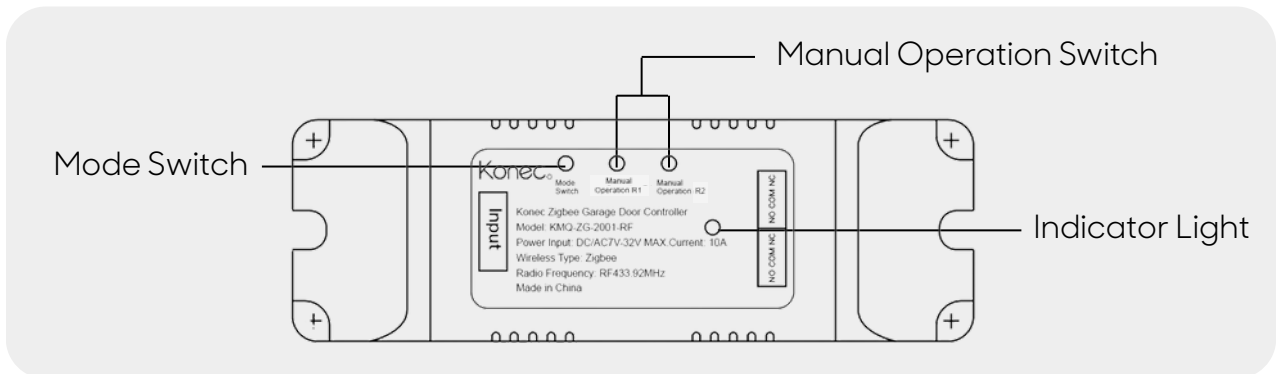 Manual Operation Switch
Mode Switch
Indicator Light
Konec
Mode
Switch
Manual
Operation R1
Manual
Operation R2
Input
Konec Zigbee Garage Door Controller
Model: KMQ-ZG-2001-RF
Power Input: DC/AC7V-32V MAX.Current: 10A
Wireless Type: Zigbee
Radio Frequency: RF433.92MHz
Made in China
NO COM NC
NO COM NC